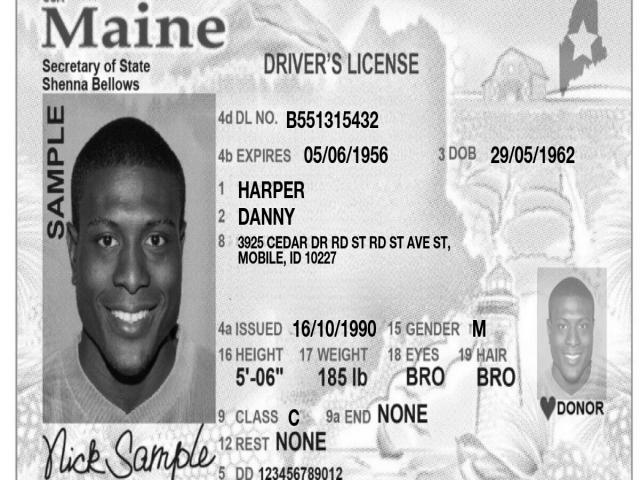 Maine
Secretary of State
Shenna Bellows
DRIVER'S LICENSE
SAMPLE
4d DL NO. B551315432
4b EXPIRES 05/06/1956 3 DOB 29/05/1962
1 HARPER
2 DANNY
8 3925 CEDAR DR RD ST RD ST AVE ST,
MOBILE, ID 10227
4a ISSUED 16/10/1990 15 GENDER M
16 HEIGHT 17 WEIGHT 18 EYES 19 HAIR
5'-06" 185 lb BRO BRO
DONOR
9 CLASS C 9a END NONE
12 REST NONE
Nick Sample
5 DD 123456789012